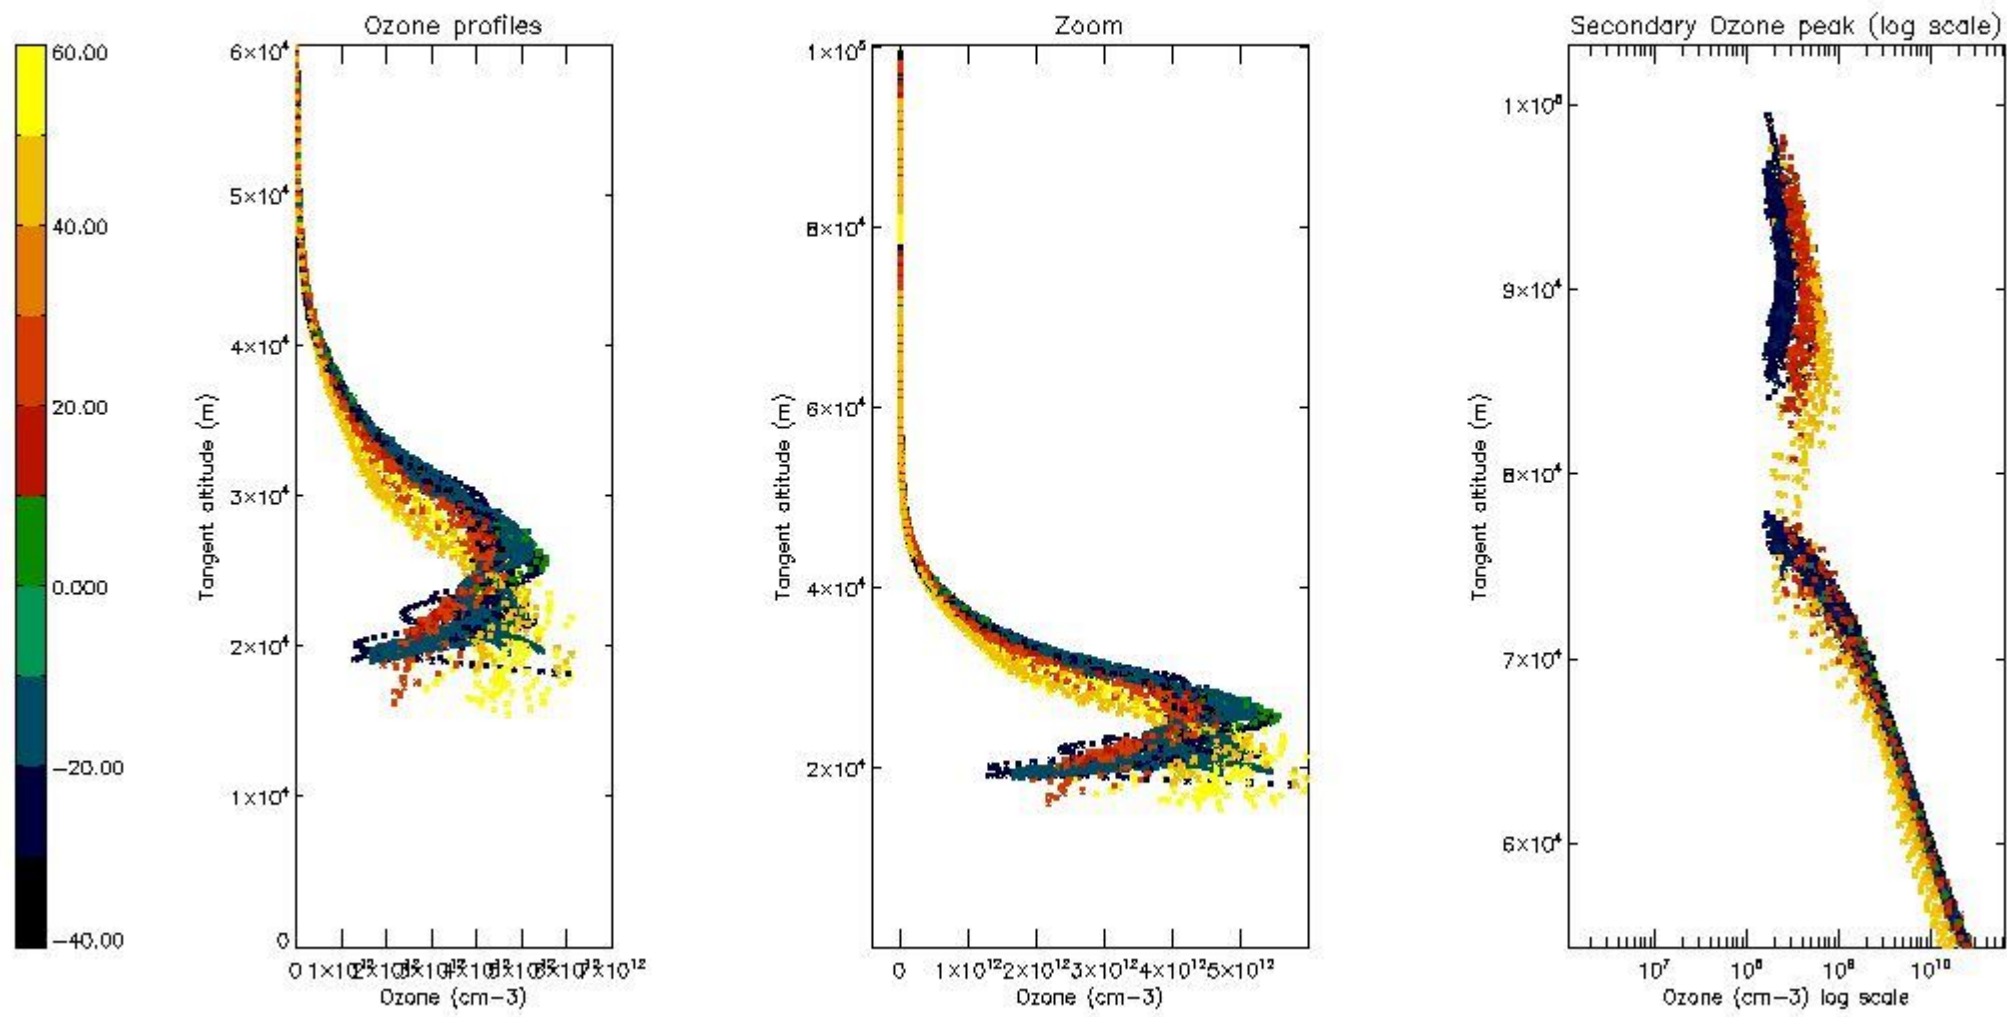 Ozone profiles
Zoom
Secondary Ozone peak (log scale)
60.00
40.00
20.00
0.000
−20.00
−40.00
6×10⁴
5×10⁴
4×10⁴
3×10⁴
2×10⁴
1×10⁴
0
Tangent altitude (m)
0
Ozone (cm−3)
1×10⁵
8×10⁴
6×10⁴
4×10⁴
2×10⁴
Tangent altitude (m)
0 1×10¹² 2×10¹² 3×10¹² 4×10¹² 5×10¹²
Ozone (cm−3)
9×10⁴
8×10⁴
7×10⁴
6×10⁴
Tangent altitude (m)
10⁷ 10¹⁰
Ozone (cm−3) log scale